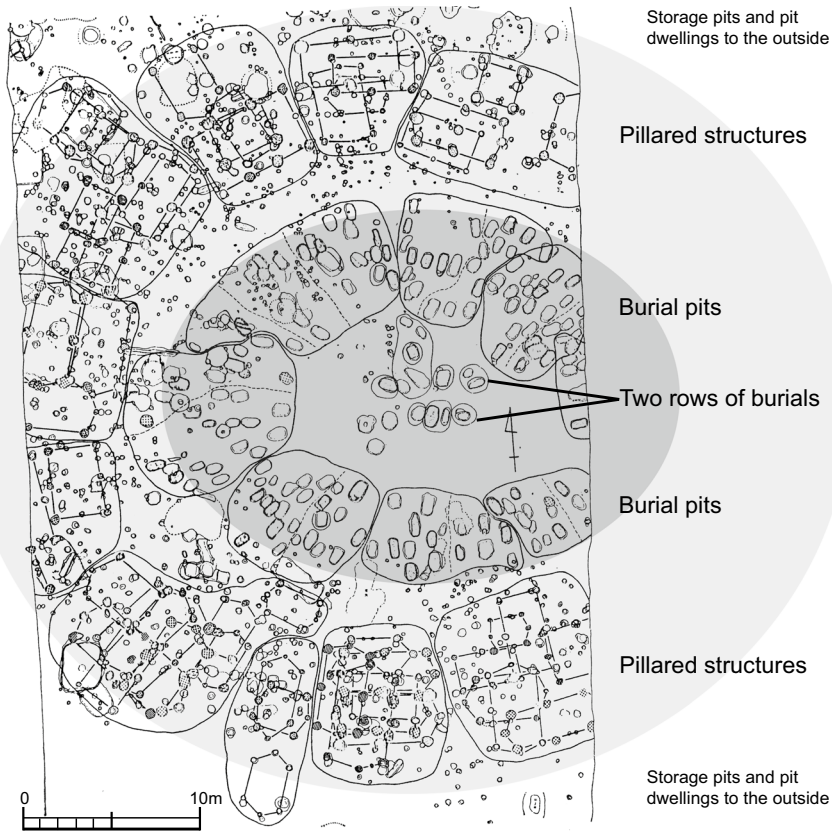 Storage pits and pit
dwellings to the outside
Pillared structures
Burial pits
Two rows of burials
Burial pits
Pillared structures
Storage pits and pit
dwellings to the outside
0
10m